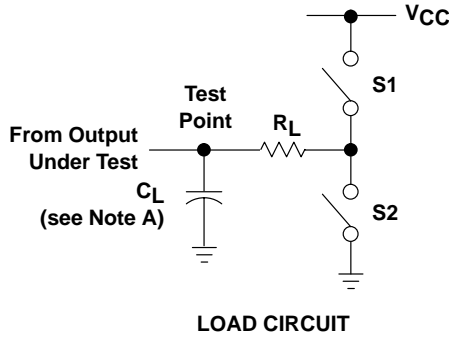 VCC
S1
Test
Point
RL
From Output
Under Test
CL
(see Note A)
S2
LOAD CIRCUIT